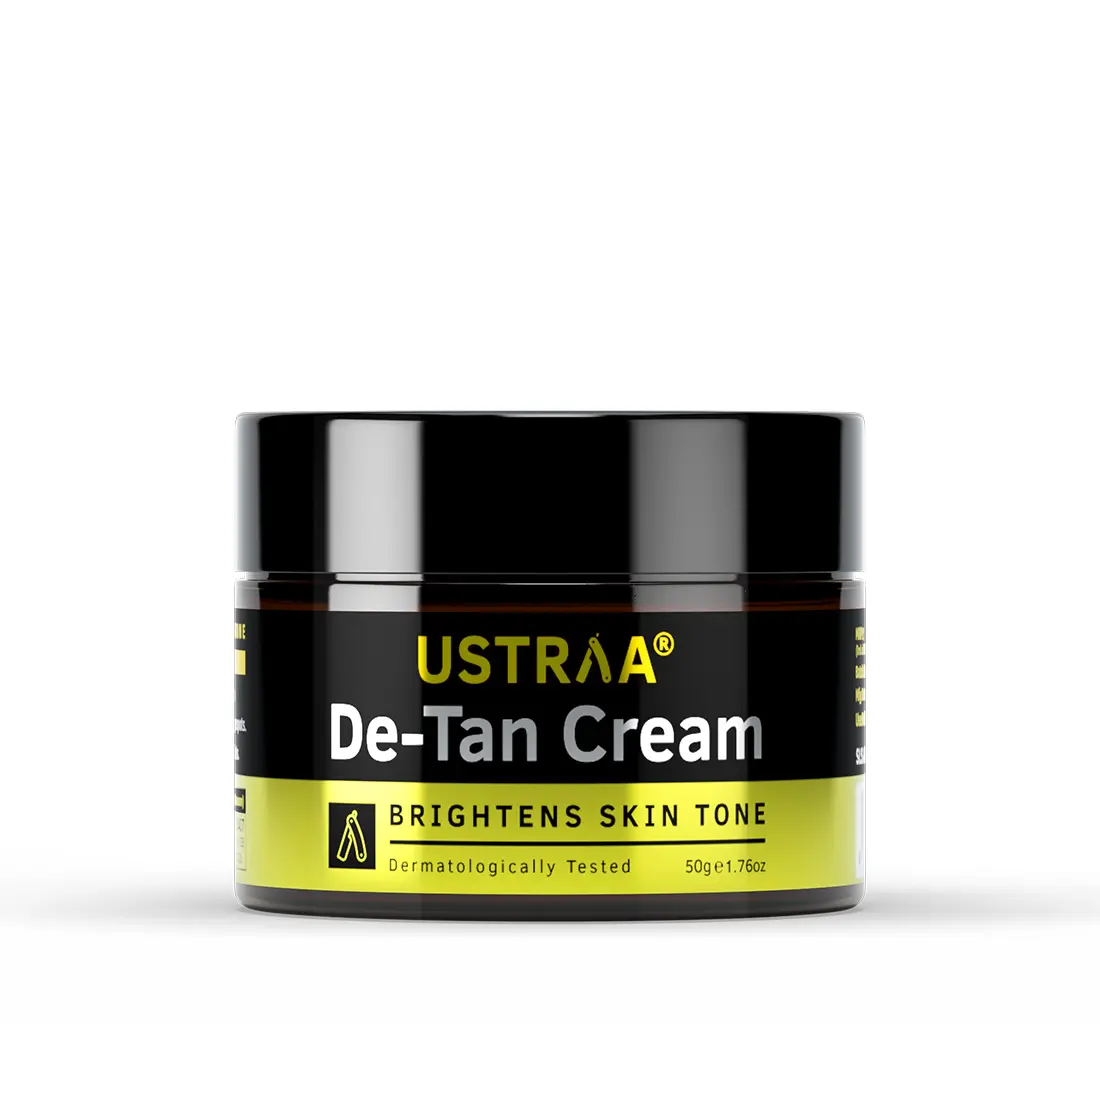 USTRAA®
De-Tan Cream
BRIGHTENS SKIN TONE
Dermatologically Tested 50g℮1.76oz